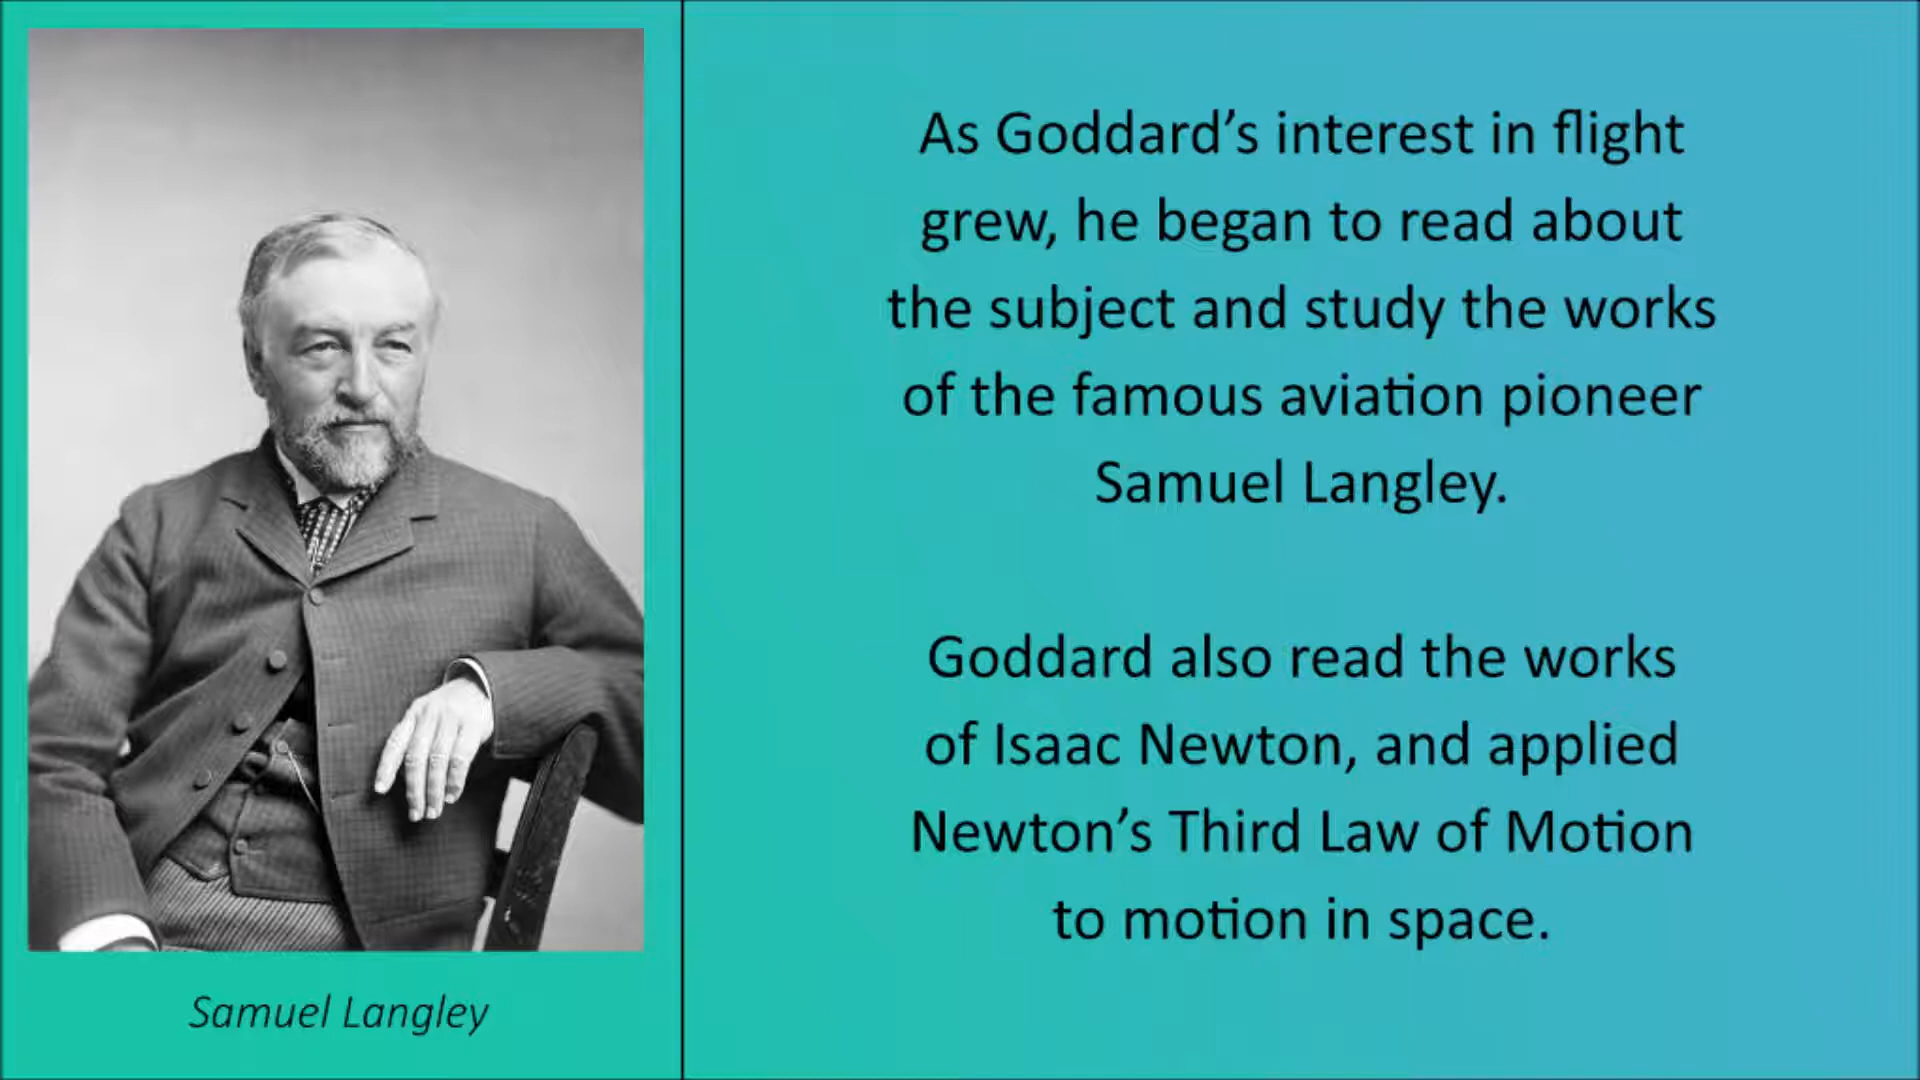 As Goddard’s interest in flight
grew, he began to read about
the subject and study the works
of the famous aviation pioneer
Samuel Langley.
Goddard also read the works
of Isaac Newton, and applied
Newton’s Third Law of Motion
to motion in space.
Samuel Langley